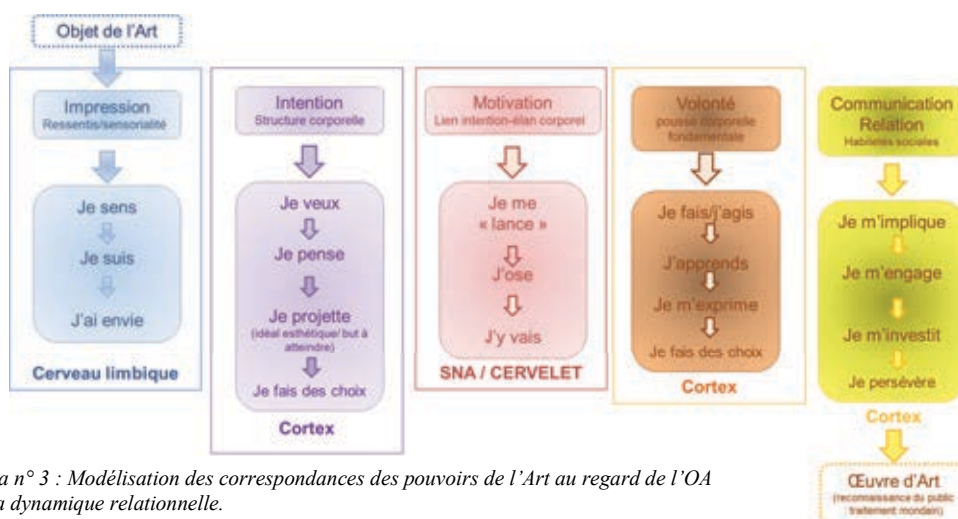 Objet de l'Art
Impression
Ressentis/sensorialité
Je sens
Je suis
J'ai envie
Cerveau limbique
Intention
Structure corporelle
Je veux
Je pense
Je projette
(idéal esthétique/ but à
atteindre)
Je fais des choix
Cortex
Motivation
Lien intention-élan corporel
Je me
« lance »
J'ose
J'y vais
SNA / CERVELET
Volonté
pousse corporelle
fondamentale
Je fais/j'agis
J'apprends
Je m'exprime
Je fais des choix
Cortex
Communication
Relation
Habiletés sociales
Je m'implique
Je m'engage
Je m'investit
Je persévère
Cortex
Œuvre d'Art
(reconnaissance du public
traitement mondain)
a n° 3 : Modélisation des correspondances des pouvoirs de l'Art au regard de l'OA
a dynamique relationnelle.